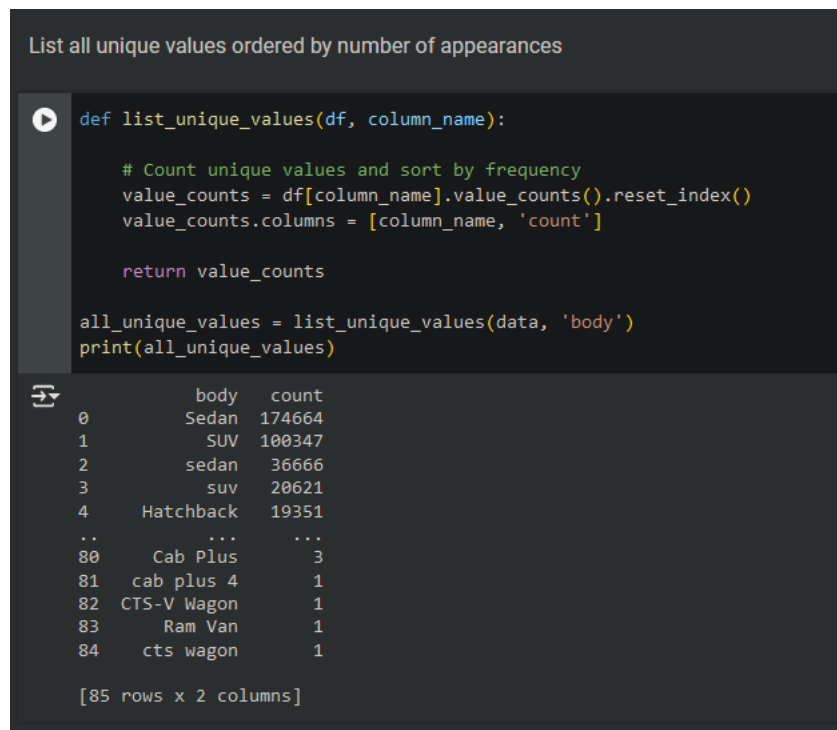 List all unique values ordered by number of appearances
def list_unique_values(df, column_name):
    # Count unique values and sort by frequency
    value_counts = df[column_name].value_counts().reset_index()
    value_counts.columns = [column_name, 'count']
    return value_counts
all_unique_values = list_unique_values(data, 'body')
print(all_unique_values)
            body   count
0          Sedan  174664
1            SUV  100347
2          sedan   36666
3            suv   20621
4      Hatchback   19351
..           ...     ...
80      Cab Plus       3
81    cab plus 4       1
82   CTS-V Wagon       1
83       Ram Van       1
84     cts wagon       1
[85 rows x 2 columns]